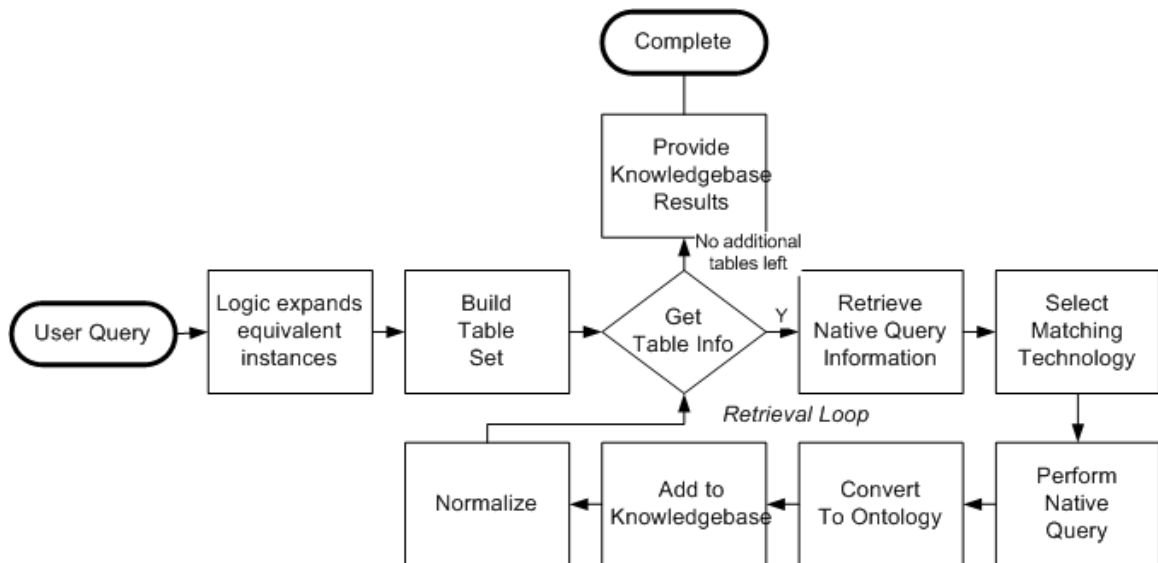 Complete
Provide
Knowledgebase
Results
No additional
tables left
User Query
Logic expands
equivalent
instances
Build
Table
Set
Get
Table Info
Y
Retrieve
Native Query
Information
Select
Matching
Technology
Retrieval Loop
Normalize
Add to
Knowledgebase
Convert
To Ontology
Perform
Native
Query